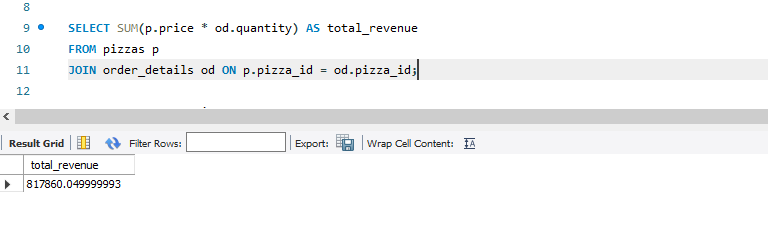 8
9 SELECT SUM(p.price * od.quantity) AS total_revenue
10 FROM pizzas p
11 JOIN order_details od ON p.pizza_id = od.pizza_id;
12
Result Grid Filter Rows: Export: Wrap Cell Content: IA
total_revenue
817860.049999993